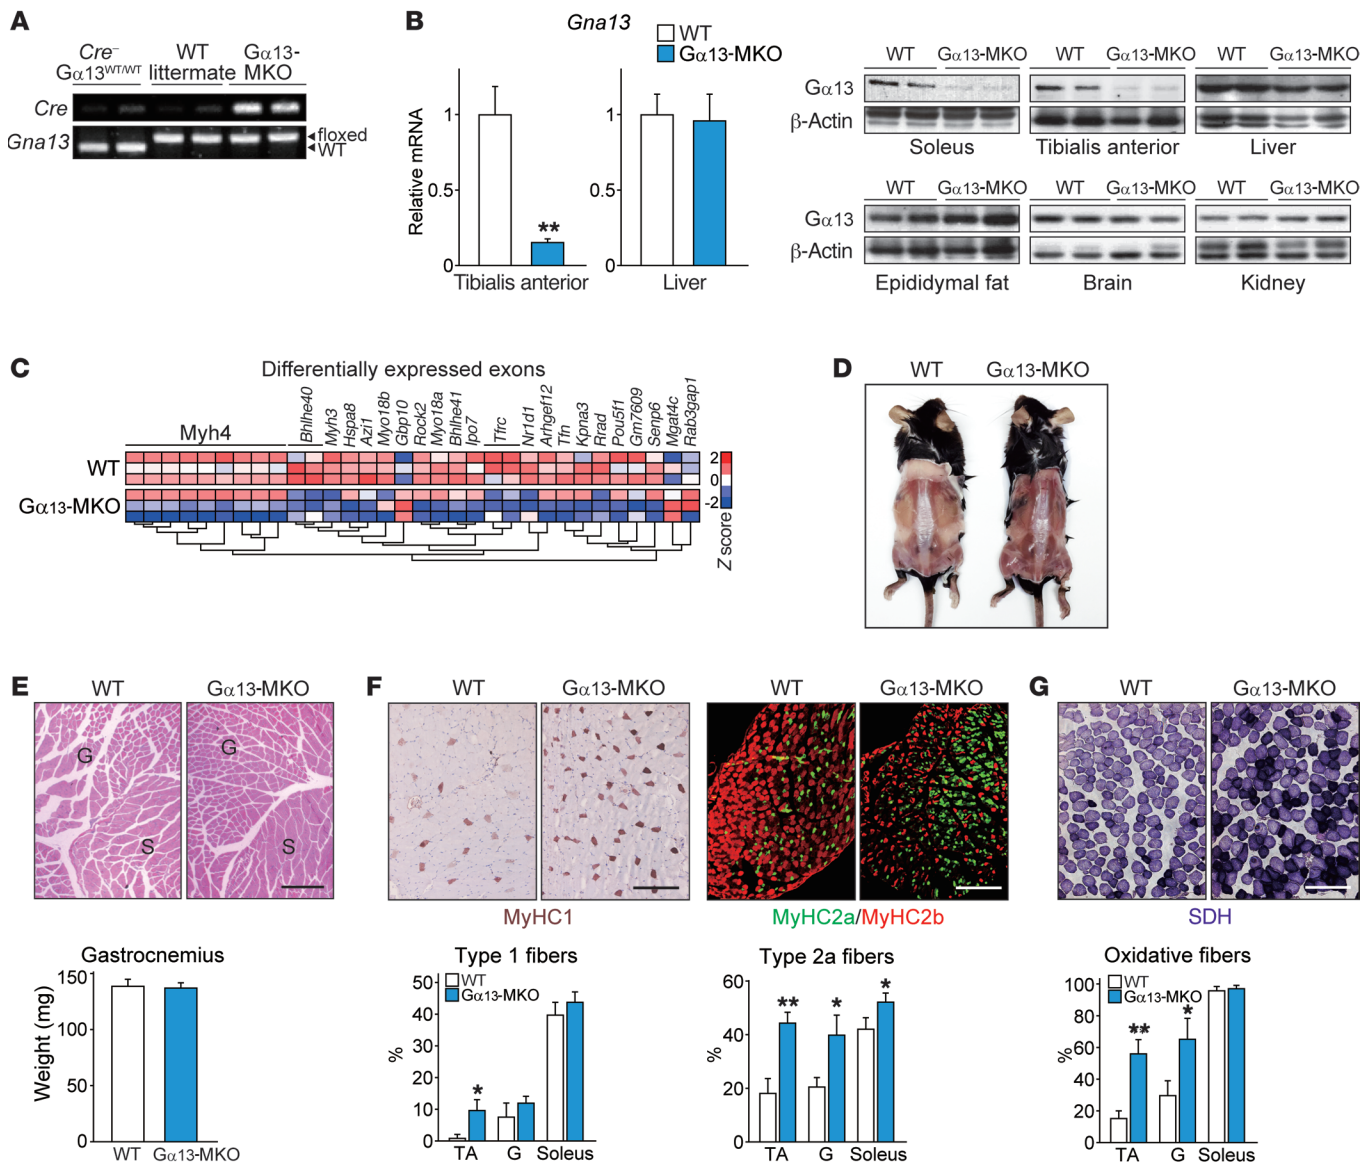 A
Cre– WT Gα13-
Gα13WT/WT littermate MKO
Cre
Gna13
floxed
WT
B
Gna13
WT
Gα13-MKO
Relative mRNA
1
0.5
0
**
Tibialis anterior
1
0.5
0
Liver
WT Gα13-MKO WT Gα13-MKO WT Gα13-MKO
Gα13
β-Actin
Soleus Tibialis anterior Liver
WT Gα13-MKO WT Gα13-MKO WT Gα13-MKO
Gα13
β-Actin
Epididymal fat Brain Kidney
C
Differentially expressed exons
Myh4
Bhlhe40
Myh3
Hspa8
Azi1
Myo18b
Gbp10
Rock2
Myo18a
Bhlhe41
Ipo7
Tfrc
Nr1d1
Arhgef12
Tfn
Kpna3
Rrad
Pou5f1
Gm7609
Senp6
Mgat4c
Rab3gap1
WT
Gα13-MKO
2
0
-2
Z score
D
WT Gα13-MKO
E
WT Gα13-MKO
G G
S S
Gastrocnemius
Weight (mg)
150
100
50
0
WT Gα13-MKO
F
WT Gα13-MKO WT Gα13-MKO
MyHC1 MyHC2a/MyHC2b
Type 1 fibers
WT
Gα13-MKO
%
50
40
30
20
10
0
*
TA G Soleus
Type 2a fibers
%
60
40
20
0
** * *
TA G Soleus
G
WT Gα13-MKO
SDH
Oxidative fibers
WT
Gα13-MKO
%
100
80
60
40
20
0
** *
TA G Soleus